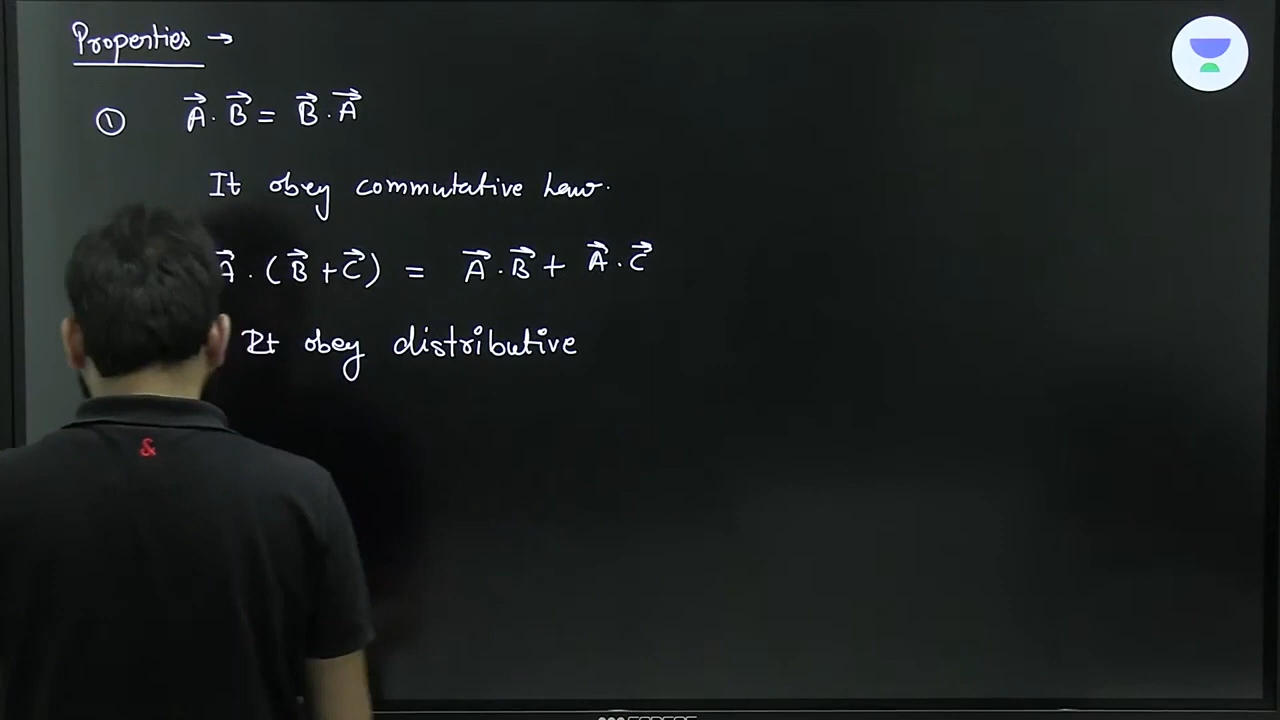 Properties →
① A⃗ . B⃗ = B⃗ . A⃗
It obey commutative Law.
A⃗ . (B⃗ + C⃗) = A⃗ . B⃗ + A⃗ . C⃗
It obey distributive
&